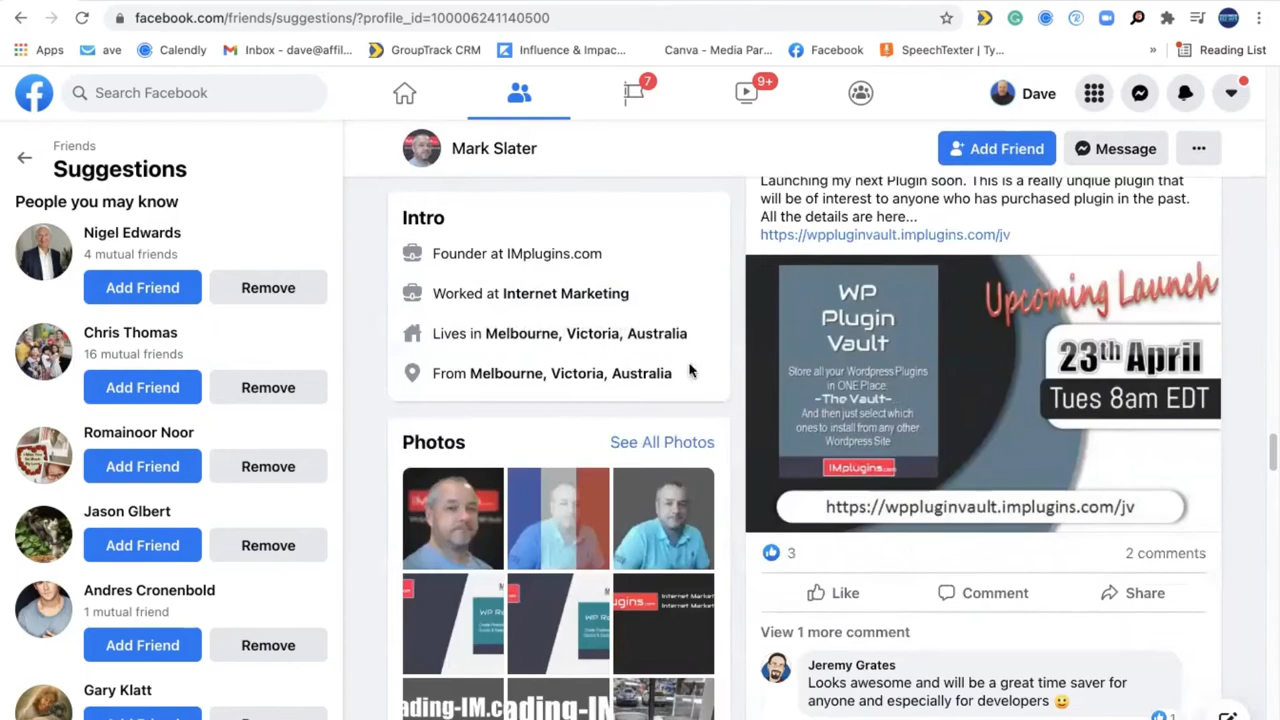 facebook.com/friends/suggestions/?profile_id=100006241140500
Apps
ave
Calendly
Inbox - dave@affil...
GroupTrack CRM
Influence & Impac...
Canva - Media Par...
Facebook
SpeechTexter | Ty...
»
Reading List
Search Facebook
7
9+
Dave
Friends
Suggestions
People you may know
Nigel Edwards
4 mutual friends
Add Friend
Remove
Chris Thomas
16 mutual friends
Add Friend
Remove
Romainoor Noor
Add Friend
Remove
Jason Glbert
Add Friend
Remove
Andres Cronenbold
1 mutual friend
Add Friend
Remove
Gary Klatt
Mark Slater
Add Friend
Message
Intro
Founder at IMplugins.com
Worked at Internet Marketing
Lives in Melbourne, Victoria, Australia
From Melbourne, Victoria, Australia
Photos
See All Photos
ading-IM.c
ading-IM
Launching my next Plugin soon. This is a really unqiue plugin that
will be of interest to anyone who has purchased plugin in the past.
All the details are here...
https://wppluginvault.implugins.com/jv
WP
Plugin
Vault
Store all your Wordpress Plugins
in ONE Place.
-The Vault-
And then just select which
ones to install from any other
Wordpress Site
IMplugins.com
Upcoming Launch
23th April
Tues 8am EDT
https://wppluginvault.implugins.com/jv
3
2 comments
Like
Comment
Share
View 1 more comment
Jeremy Grates
Looks awesome and will be a great time saver for
anyone and especially for developers
1